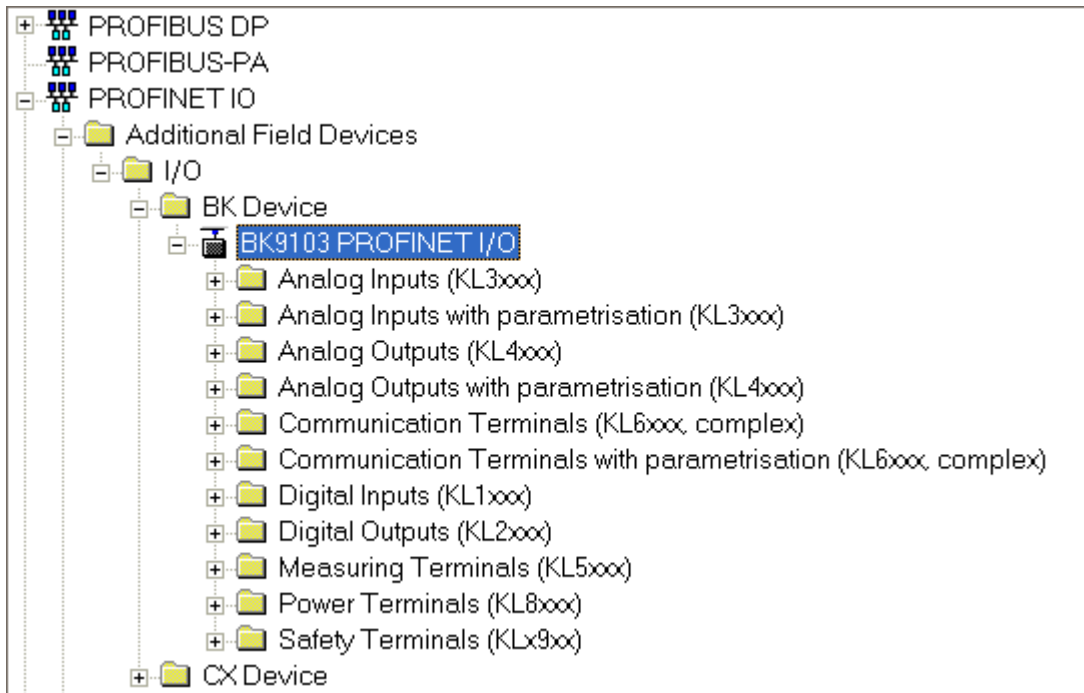 PROFIBUS DP
PROFIBUS-PA
PROFINET IO
Additional Field Devices
I/O
BK Device
BK9103 PROFINET I/O
Analog Inputs (KL3xxx)
Analog Inputs with parametrisation (KL3xxx)
Analog Outputs (KL4xxx)
Analog Outputs with parametrisation (KL4xxx)
Communication Terminals (KL6xxx, complex)
Communication Terminals with parametrisation (KL6xxx, complex)
Digital Inputs (KL1xxx)
Digital Outputs (KL2xxx)
Measuring Terminals (KL5xxx)
Power Terminals (KL8xxx)
Safety Terminals (KLx9xx)
CX Device